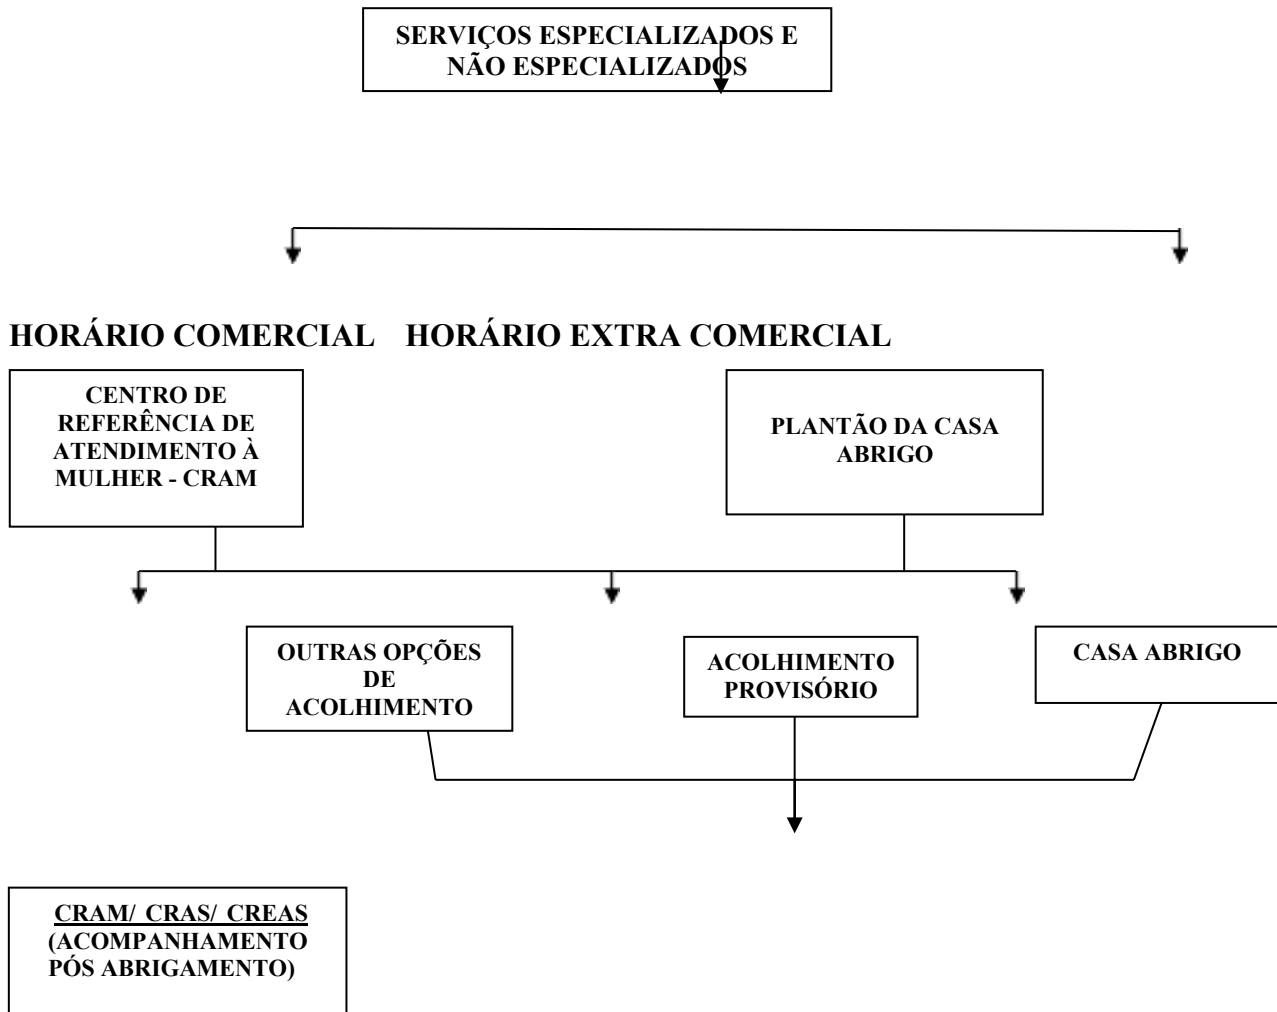 SERVIÇOS ESPECIALIZADOS E
NÃO ESPECIALIZADOS
HORÁRIO COMERCIAL HORÁRIO EXTRA COMERCIAL
CENTRO DE
REFERÊNCIA DE
ATENDIMENTO À
MULHER - CRAM
PLANTÃO DA CASA
ABRIGO
OUTRAS OPÇÕES
DE
ACOLHIMENTO
ACOLHIMENTO
PROVISÓRIO
CASA ABRIGO
CRAM/ CRAS/ CREAS
(ACOMPANHAMENTO
PÓS ABRIGAMENTO)